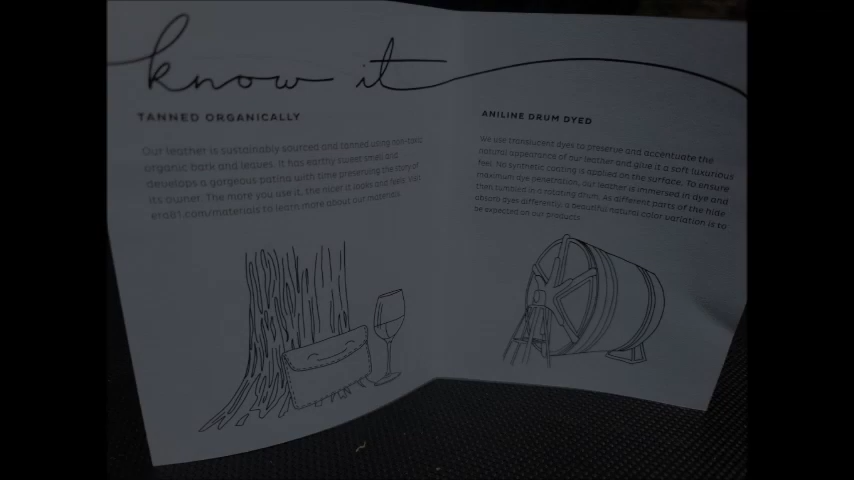 know it
TANNED ORGANICALLY
Our leather is sustainably sourced and tanned using non-toxic
organic bark and leaves. It has earthy sweet smell and
develops a gorgeous patina with time preserving the story of
its owner. The more you use it, the nicer it looks and feels. Visit
erab1.com/materials to learn more about our materials.
ANILINE DRUM DYED
We use translucent dyes to preserve and accentuate the
natural appearance of our leather and give it a soft luxurious
feel. No synthetic coating is applied on the surface. To ensure
maximum dye penetration, our leather is immersed in dye and
then tumbled in a rotating drum. As different parts of the hide
absorb dyes differently, a beautiful natural color variation is to
be expected on our products.